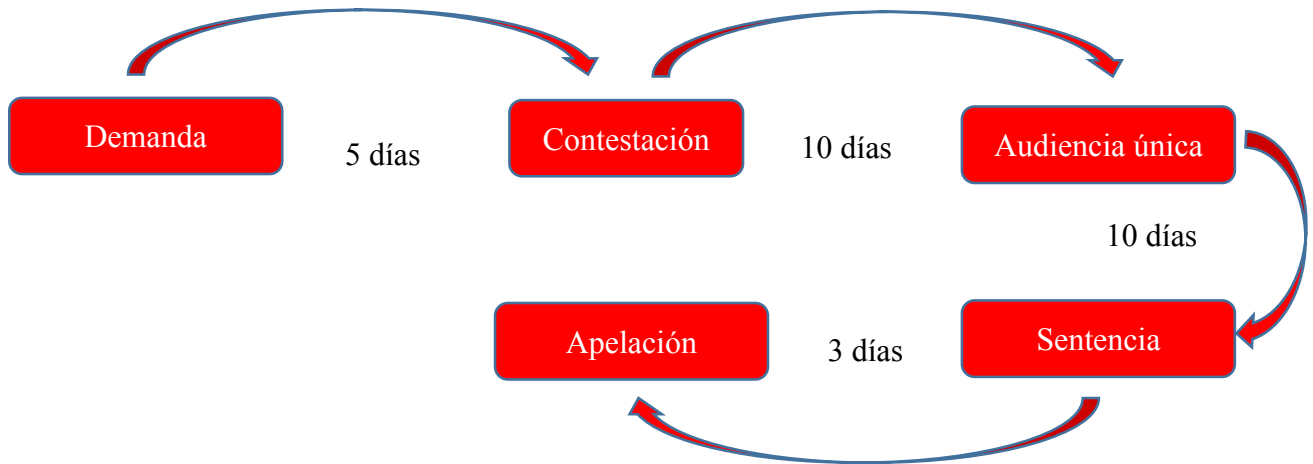 Demanda
5 días
Contestación
10 días
Audiencia única
10 días
Sentencia
3 días
Apelación